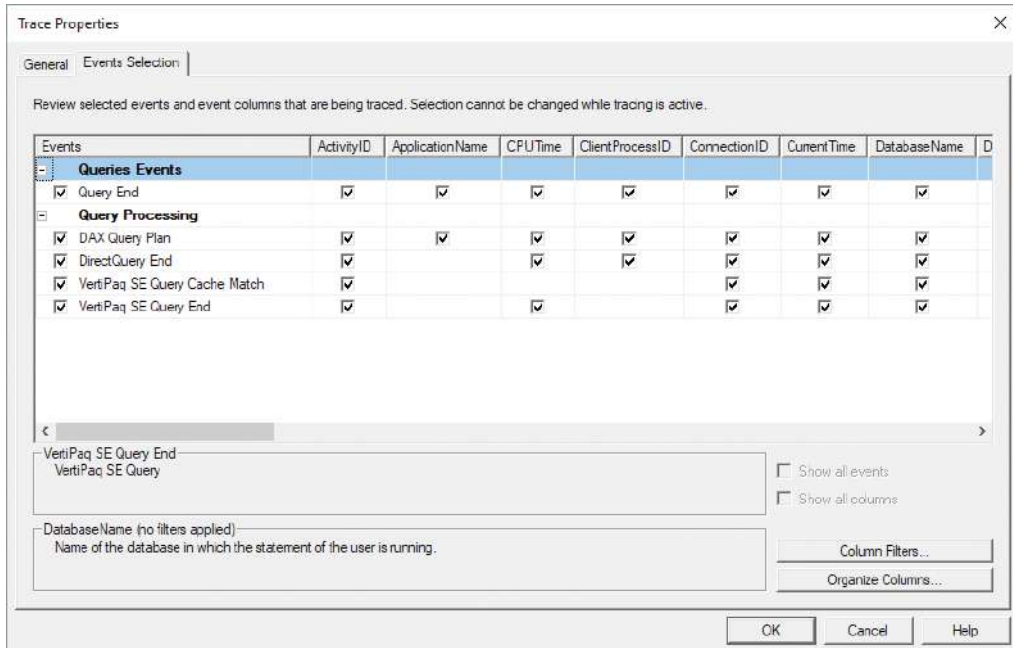 Trace Properties
General Events Selection
Review selected events and event columns that are being traced. Selection cannot be changed while tracing is active.
Events ActivityID ApplicationName CPUTime ClientProcessID ConnectionID CurrentTime DatabaseName D
Queries Events
Query End
Query Processing
DAX Query Plan
DirectQuery End
VertiPaq SE Query Cache Match
VertiPaq SE Query End
VertiPaq SE Query End
VertiPaq SE Query
Show all events
Show all columns
DatabaseName (no filters applied)
Name of the database in which the statement of the user is running.
Column Filters...
Organize Columns...
OK Cancel Help